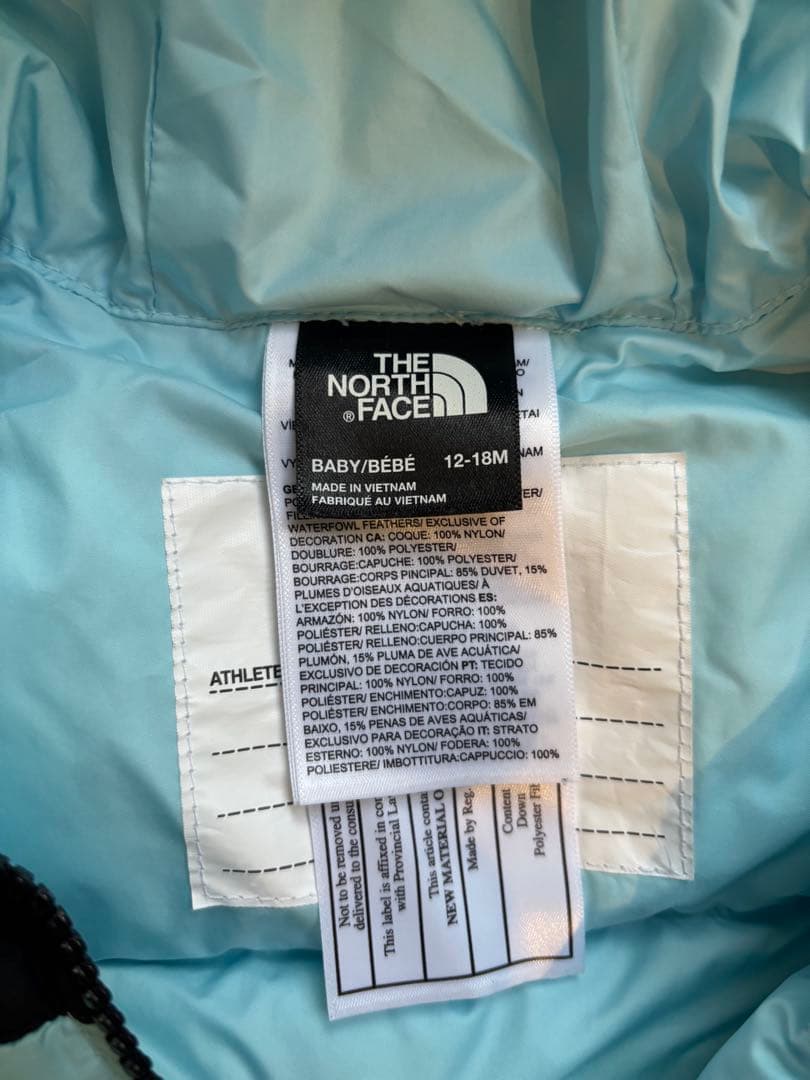 THE
NORTH
® FACE
BABY/BÉBÉ 12-18M
MADE IN VIETNAM
FABRIQUÉ AU VIETNAM
WATERFOWL FEATHERS/ EXCLUSIVE OF
DECORATION CA: COQUE: 100% NYLON/
DOUBLURE: 100% POLYESTER/
BOURRAGE:CAPUCHE: 100% POLYESTER/
BOURRAGE:CORPS PINCIPAL: 85% DUVET, 15%
PLUMES D'OISEAUX AQUATIQUES/ À
L'EXCEPTION DES DÉCORATIONS ES:
ARMAZÓN: 100% NYLON/ FORRO: 100%
POLIÉSTER/ RELLENO:CAPUCHA: 100%
POLIÉSTER/ RELLENO:CUERPO PRINCIPAL: 85%
PLUMÓN, 15% PLUMA DE AVE ACUÁTICA/
EXCLUSIVO DE DECORACIÓN PT: TECIDO
PRINCIPAL: 100% NYLON/ FORRO: 100%
POLIÉSTER/ ENCHIMENTO:CAPUZ: 100%
POLIÉSTER/ ENCHIMENTO:CORPO: 85% EM
BAIXO, 15% PENAS DE AVES AQUÁTICAS/
EXCLUSIVO PARA DECORAÇÃO IT: STRATO
ESTERNO: 100% NYLON/ FODERA: 100%
POLIESTERE/ IMBOTTITURA:CAPPUCCIO: 100%
ATHLETE
Not to be removed
delivered to the
This label is affixed in
with Provincial
This article
NEW MATERIAL
Made by Reg.
Content
Down
Polyester